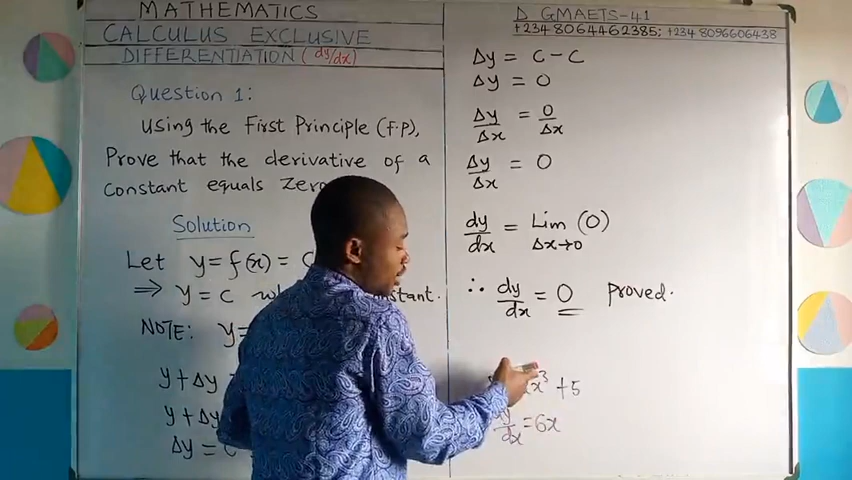 MATHEMATICS
CALCULUS EXCLUSIVE
DIFFERENTIATION (dy/dx)
Question 1:
Using the First Principle (f.p),
Prove that the derivative of a
Constant equals Zero
Solution
Let y = f(x) = C
⇒ y = c constant.
NOTE: y =
y + Δy
y + Δy
Δy = C
D GMAETS-41
+234 8064462385; +234 8096606438
Δy = C - C
Δy = 0
Δy/Δx = 0/Δx
Δy/Δx = 0
dy/dx = Lim Δx→0 (0)
∴ dy/dx = 0 Proved.
x³ + 5
y/dx = 6x